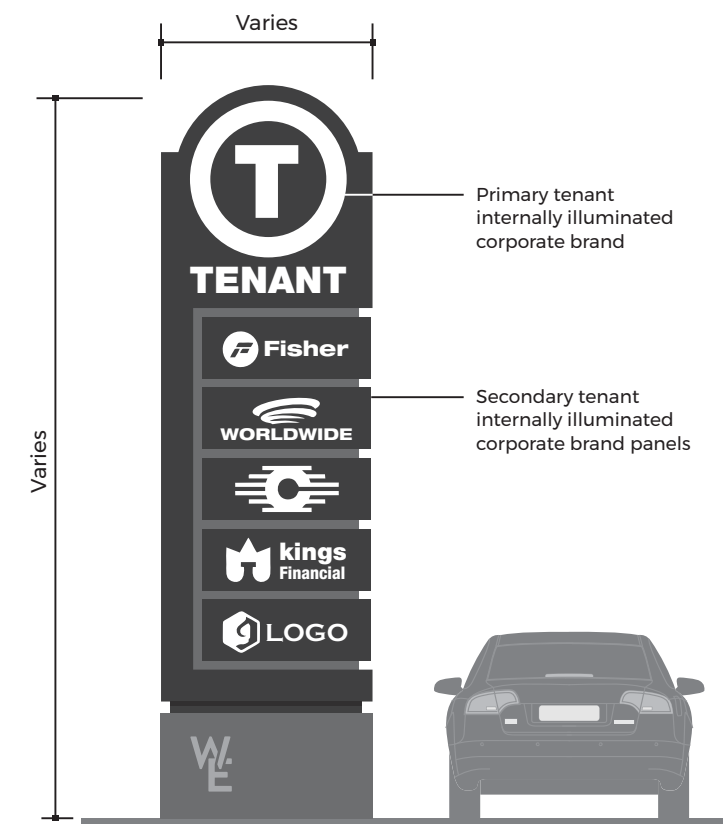 Varies
Varies
T
TENANT
Primary tenant
internally illuminated
corporate brand
Fisher
WORLDWIDE
Secondary tenant
internally illuminated
corporate brand panels
C
kings
Financial
LOGO
WE